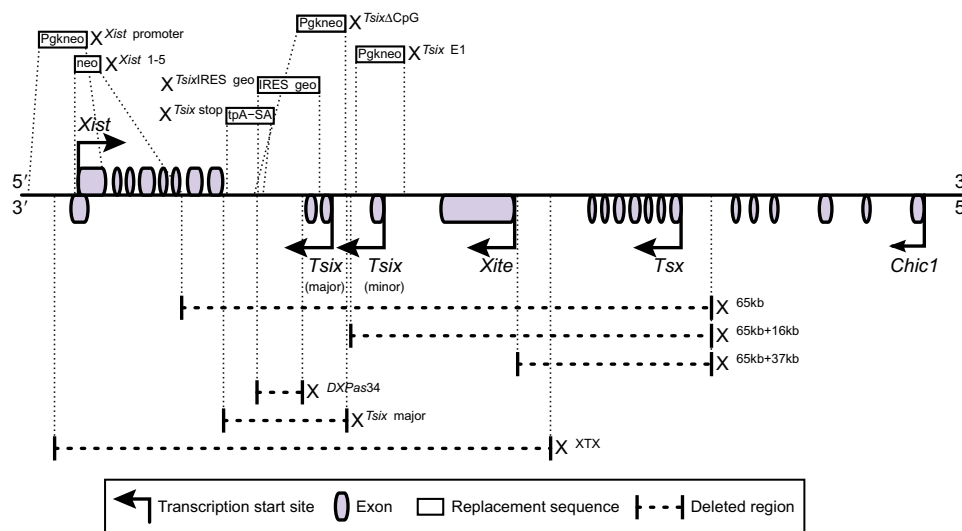 Pgkneo X TsixΔCpG
Pgkneo X Xist promoter
Pgkneo X Tsix E1
neo X Xist 1-5
X TsixIRES geo IRES geo
X Tsix stop tpA-SA
Xist
5′ 3
3′ 5
Tsix (major)
Tsix (minor)
Xite
Tsx
Chic1
X 65kb
X 65kb+16kb
X 65kb+37kb
X DXPas34
X Tsix major
X XTX
Transcription start site Exon Replacement sequence Deleted region